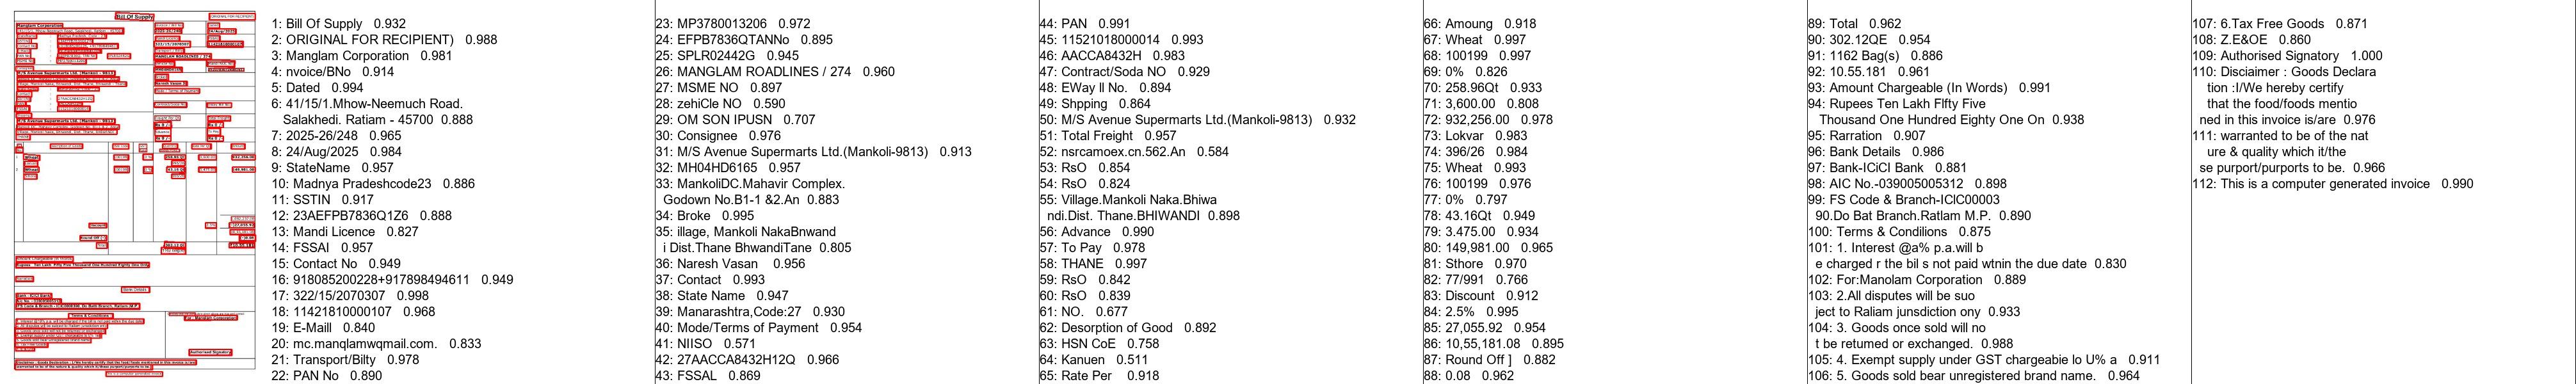 1: Bill Of Supply 0.932
2: ORIGINAL FOR RECIPIENT) 0.988
3: Manglam Corporation 0.981
4: nvoice/BNo 0.914
5: Dated 0.994
6: 41/15/1.Mhow-Neemuch Road.
Salakhedi. Ratiam - 45700 0.888
7: 2025-26/248 0.965
8: 24/Aug/2025 0.984
9: StateName 0.957
10: Madnya Pradeshcode23 0.886
11: SSTIN 0.917
12: 23AEFPB7836Q1Z6 0.888
13: Mandi Licence 0.827
14: FSSAI 0.957
15: Contact No 0.949
16: 918085200228+917898494611 0.949
17: 322/15/2070307 0.998
18: 11421810000107 0.968
19: E-Maill 0.840
20: mc.manqlamwqmail.com. 0.833
21: Transport/Bilty 0.978
22: PAN No 0.890
23: MP3780013206 0.972
24: EFPB7836QTANNo 0.895
25: SPLR02442G 0.945
26: MANGLAM ROADLINES / 274 0.960
27: MSME NO 0.897
28: zehiCle NO 0.590
29: OM SON IPUSN 0.707
30: Consignee 0.976
31: M/S Avenue Supermarts Ltd.(Mankoli-9813) 0.913
32: MH04HD6165 0.957
33: MankoliDC.Mahavir Complex.
Godown No.B1-1 &2.An 0.883
34: Broke 0.995
35: illage, Mankoli NakaBnwand
i Dist.Thane BhwandiTane 0.805
36: Naresh Vasan 0.956
37: Contact 0.993
38: State Name 0.947
39: Manarashtra,Code:27 0.930
40: Mode/Terms of Payment 0.954
41: NIISO 0.571
42: 27AACCA8432H12Q 0.966
43: FSSAL 0.869
44: PAN 0.991
45: 11521018000014 0.993
46: AACCA8432H 0.983
47: Contract/Soda NO 0.929
48: EWay ll No. 0.894
49: Shpping 0.864
50: M/S Avenue Supermarts Ltd.(Mankoli-9813) 0.932
51: Total Freight 0.957
52: nsrcamoex.cn.562.An 0.584
53: RsO 0.854
54: RsO 0.824
55: Village.Mankoli Naka.Bhiwa
ndi.Dist. Thane.BHIWANDI 0.898
56: Advance 0.990
57: To Pay 0.978
58: THANE 0.997
59: RsO 0.842
60: RsO 0.839
61: NO. 0.677
62: Desorption of Good 0.892
63: HSN CoE 0.758
64: Kanuen 0.511
65: Rate Per 0.918
66: Amoung 0.918
67: Wheat 0.997
68: 100199 0.997
69: 0% 0.826
70: 258.96Qt 0.933
71: 3,600.00 0.808
72: 932,256.00 0.978
73: Lokvar 0.983
74: 396/26 0.984
75: Wheat 0.993
76: 100199 0.976
77: 0% 0.797
78: 43.16Qt 0.949
79: 3.475.00 0.934
80: 149,981.00 0.965
81: Sthore 0.970
82: 77/991 0.766
83: Discount 0.912
84: 2.5% 0.995
85: 27,055.92 0.954
86: 10,55,181.08 0.895
87: Round Off ] 0.882
88: 0.08 0.962
89: Total 0.962
90: 302.12QE 0.954
91: 1162 Bag(s) 0.886
92: 10.55.181 0.961
93: Amount Chargeable (In Words) 0.991
94: Rupees Ten Lakh Flfty Five
Thousand One Hundred Eighty One On 0.938
95: Rarration 0.907
96: Bank Details 0.986
97: Bank-ICiCI Bank 0.881
98: AIC No.-039005005312 0.898
99: FS Code & Branch-ICIC00003
90.Do Bat Branch.Ratlam M.P. 0.890
100: Terms & Condilions 0.875
101: 1. Interest @a% p.a.will b
e charged r the bil s not paid wtnin the due date 0.830
102: For:Manolam Corporation 0.889
103: 2.All disputes will be suo
ject to Raliam junsdiction ony 0.933
104: 3. Goods once sold will no
t be returned or exchanged. 0.988
105: 4. Exempt supply under GST chargeable lo U% a 0.911
106: 5. Goods sold bear unregistered brand name. 0.964
107: 6.Tax Free Goods 0.871
108: Z.E&OE 0.860
109: Authorised Signatory 1.000
110: Disclaimer : Goods Declara
tion :I/We hereby certify
that the food/foods mentio
ned in this invoice is/are 0.976
111: warranted to be of the nat
ure & quality which it/the
se purport/purports to be. 0.966
112: This is a computer generated invoice 0.990